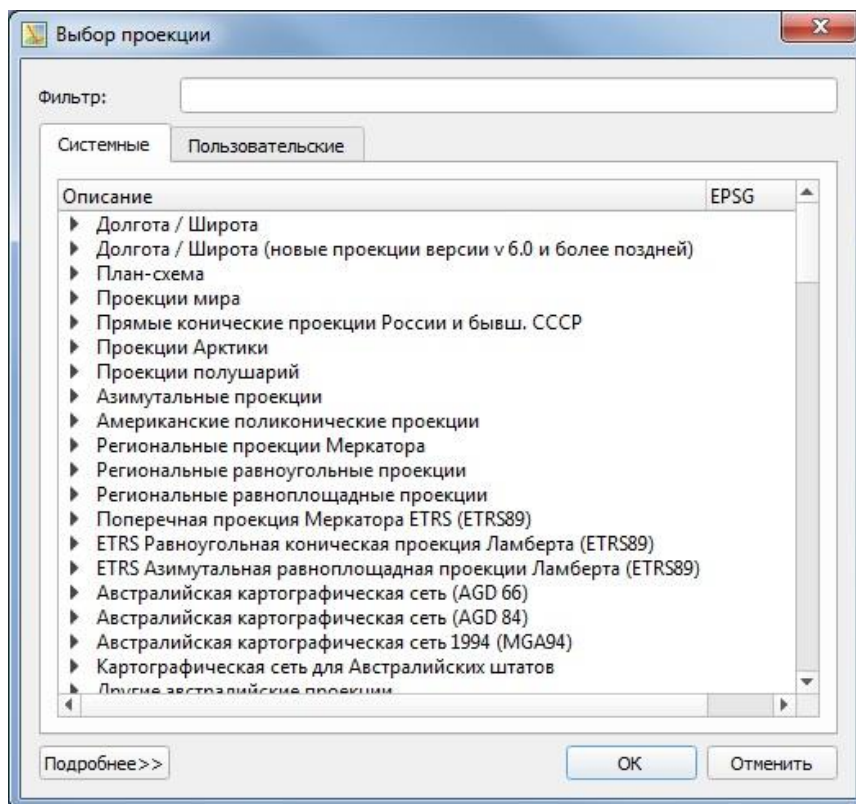 Выбор проекции
Фильтр:
Системные Пользовательские
Описание EPSG
Долгота / Широта
Долгота / Широта (новые проекции версии v 6.0 и более поздней)
План-схема
Проекции мира
Прямые конические проекции России и бывш. СССР
Проекции Арктики
Проекции полушарий
Азимутальные проекции
Американские поликонические проекции
Региональные проекции Меркатора
Региональные равноугольные проекции
Региональные равноплощадные проекции
Поперечная проекция Меркатора ETRS (ETRS89)
ETRS Равноугольная коническая проекция Ламберта (ETRS89)
ETRS Азимутальная равноплощадная проекции Ламберта (ETRS89)
Австралийская картографическая сеть (AGD 66)
Австралийская картографическая сеть (AGD 84)
Австралийская картографическая сеть 1994 (MGA94)
Картографическая сеть для Австралийских штатов
Другие австралийские проекции
Подробнее>> OK Отменить